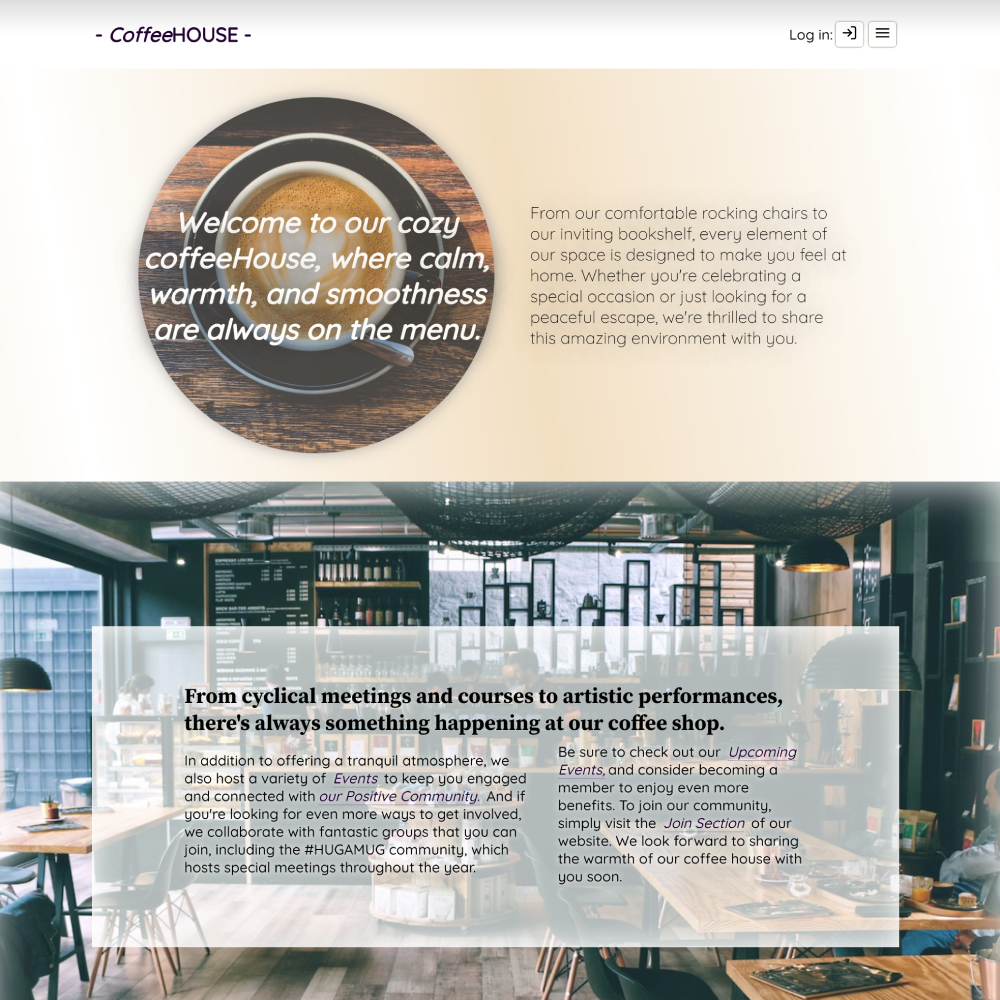 - CoffeeHOUSE -
Log in:
Welcome to our cozy
coffeeHouse, where calm,
warmth, and smoothness
are always on the menu.
From our comfortable rocking chairs to
our inviting bookshelf, every element of
our space is designed to make you feel at
home. Whether you're celebrating a
special occasion or just looking for a
peaceful escape, we're thrilled to share
this amazing environment with you.
From cyclical meetings and courses to artistic performances,
there's always something happening at our coffee shop.
In addition to offering a tranquil atmosphere, we
also host a variety of Events to keep you engaged
and connected with our Positive Community. And if
you're looking for even more ways to get involved,
we collaborate with fantastic groups that you can
join, including the #HUGAMUG community, which
hosts special meetings throughout the year.
Be sure to check out our Upcoming
Events, and consider becoming a
member to enjoy even more
benefits. To join our community,
simply visit the Join Section of our
website. We look forward to sharing
the warmth of our coffee house with
you soon.